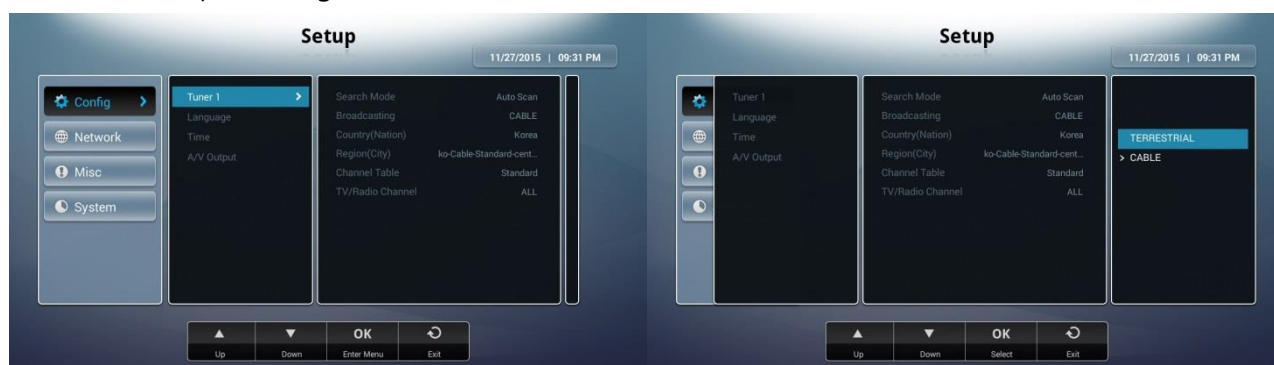 Setup
11/27/2015 | 09:31 PM
Config
Network
Misc
System
Tuner 1
Language
Time
A/V Output
Search Mode Auto Scan
Broadcasting CABLE
Country(Nation) Korea
Region(City) ko-Cable-Standard-cent...
Channel Table Standard
TV/Radio Channel ALL
OK
Up Down Enter Menu Exit
Setup
11/27/2015 | 09:31 PM
Tuner 1
Language
Time
A/V Output
Search Mode Auto Scan
Broadcasting CABLE
Country(Nation) Korea
Region(City) ko-Cable-Standard-cent...
Channel Table Standard
TV/Radio Channel ALL
TERRESTRIAL
> CABLE
OK
Up Down Select Exit